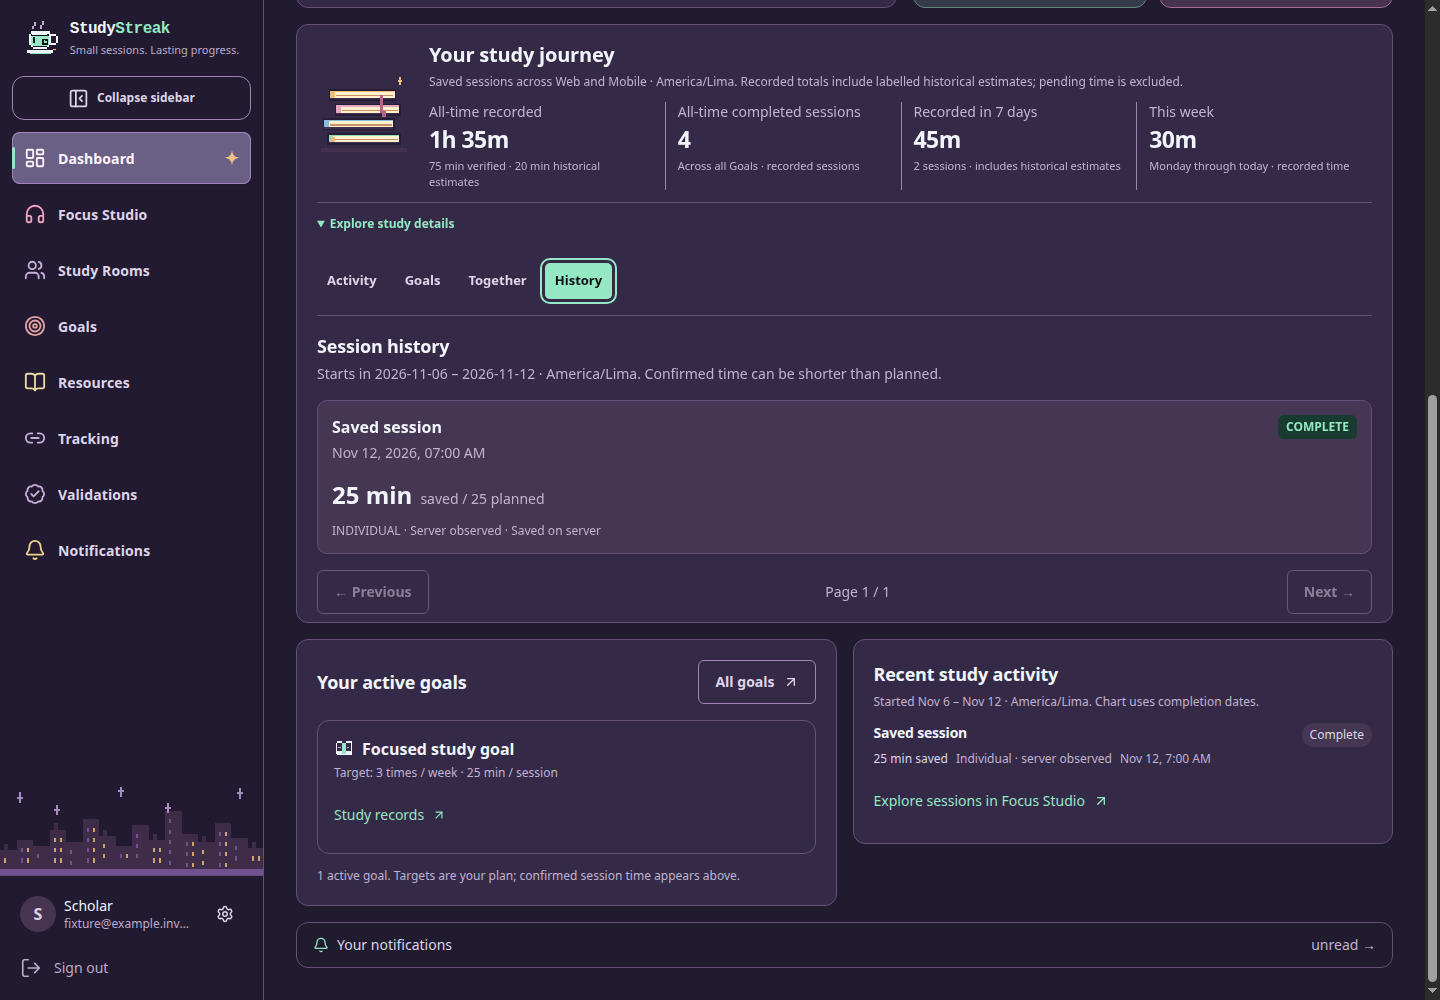 StudyStreak
Small sessions. Lasting progress.
Collapse sidebar
Dashboard
Focus Studio
Study Rooms
Goals
Resources
Tracking
Validations
Notifications
S
Scholar
fixture@example.inv...
Sign out
Your study journey
Saved sessions across Web and Mobile · America/Lima. Recorded totals include labelled historical estimates; pending time is excluded.
All-time recorded
1h 35m
75 min verified · 20 min historical
estimates
All-time completed sessions
4
Across all Goals · recorded sessions
Recorded in 7 days
45m
2 sessions · includes historical estimates
This week
30m
Monday through today · recorded time
▼ Explore study details
Activity Goals Together History
Session history
Starts in 2026-11-06 – 2026-11-12 · America/Lima. Confirmed time can be shorter than planned.
Saved session
COMPLETE
Nov 12, 2026, 07:00 AM
25 min saved / 25 planned
INDIVIDUAL · Server observed · Saved on server
← Previous
Page 1 / 1
Next →
Your active goals
All goals
Focused study goal
Target: 3 times / week · 25 min / session
Study records
1 active goal. Targets are your plan; confirmed session time appears above.
Recent study activity
Started Nov 6 – Nov 12 · America/Lima. Chart uses completion dates.
Saved session
Complete
25 min saved Individual · server observed Nov 12, 7:00 AM
Explore sessions in Focus Studio
Your notifications
unread →